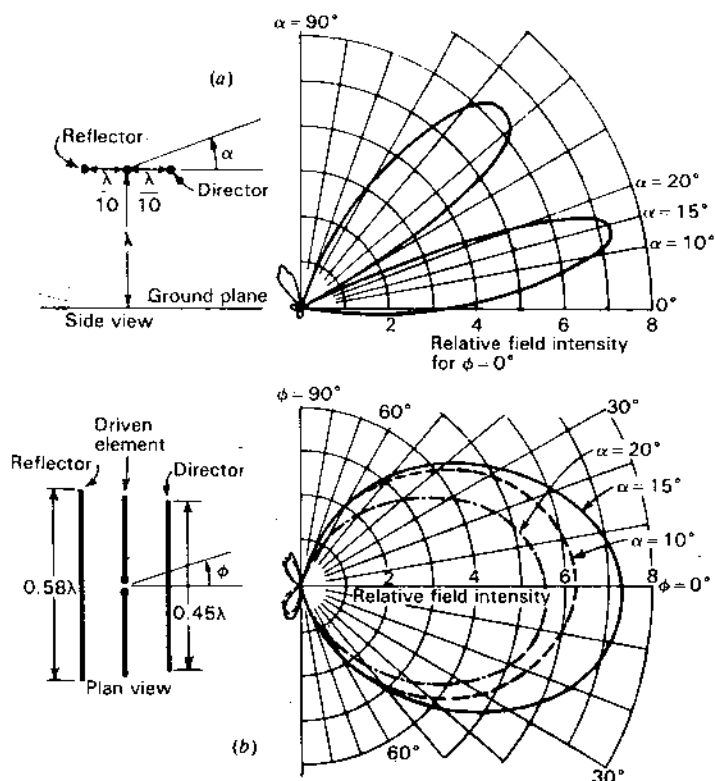 α = 90°
(a)
Reflector
α
λ/10
λ/10
Director
λ
Ground plane
Side view
α = 20°
α = 15°
α = 10°
0°
2
4
5
6
7
8
Relative field intensity
for ϕ = 0°
ϕ = 90°
60°
30°
Driven
element
Reflector
Director
α = 20°
α = 15°
α = 10°
ϕ
0.58λ
0.45λ
2
4
6
8
ϕ = 0°
Relative field intensity
Plan view
(b)
60°
30°